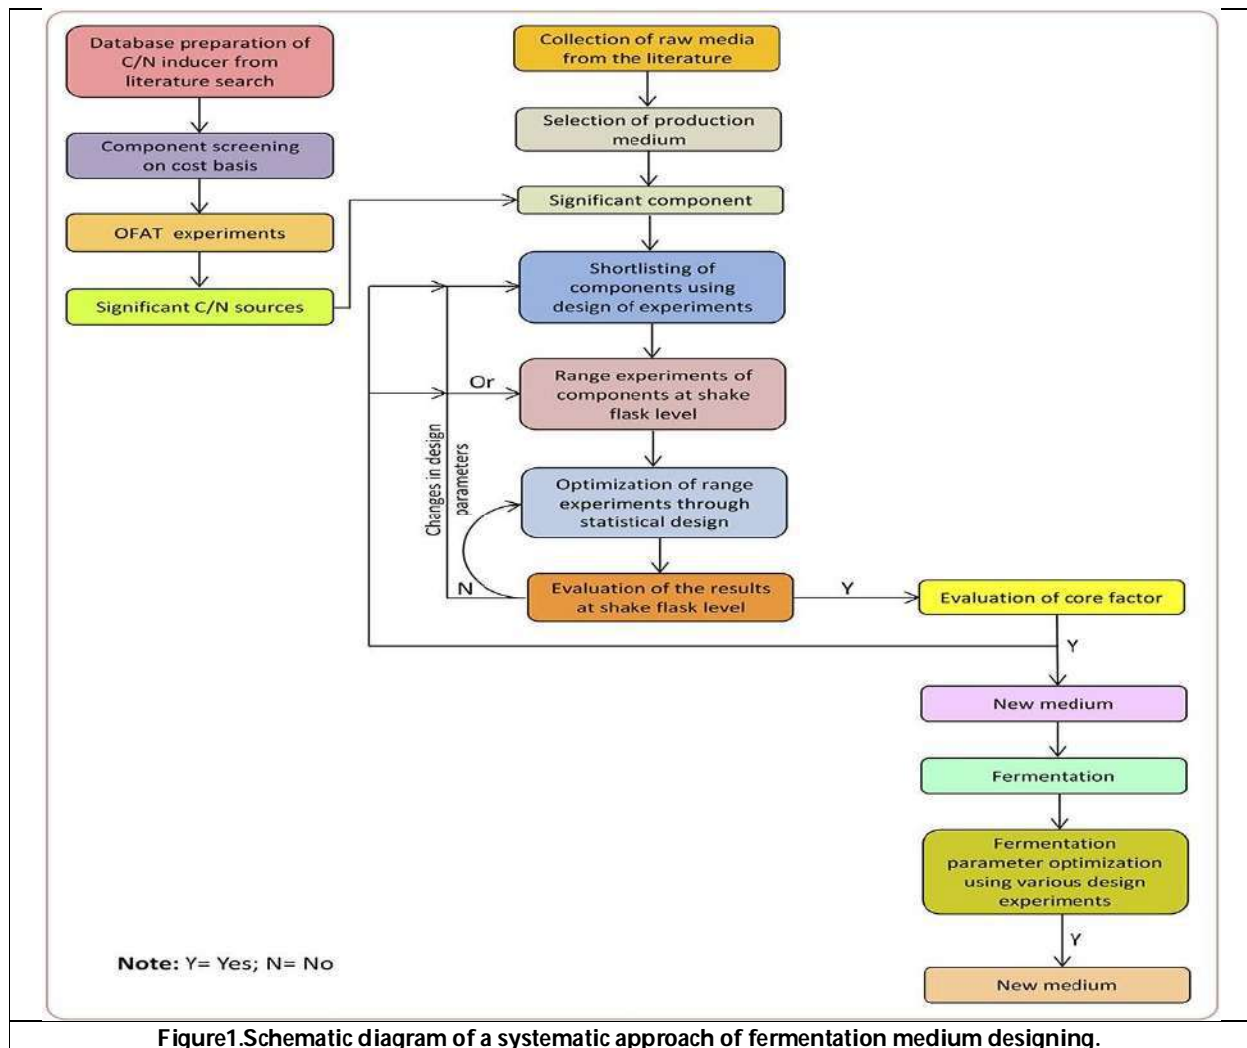 Database preparation of
C/N inducer from
literature search
Component screening
on cost basis
OFAT experiments
Significant C/N sources
Collection of raw media
from the literature
Selection of production
medium
Significant component
Shortlisting of
components using
design of experiments
Or
Range experiments of
components at shake
flask level
Changes in design
parameters
Optimization of range
experiments through
statistical design
N
Evaluation of the results
at shake flask level
Y
Evaluation of core factor
Y
New medium
Fermentation
Fermentation
parameter optimization
using various design
experiments
Y
New medium
Note: Y= Yes; N= No
Figure1.Schematic diagram of a systematic approach of fermentation medium designing.